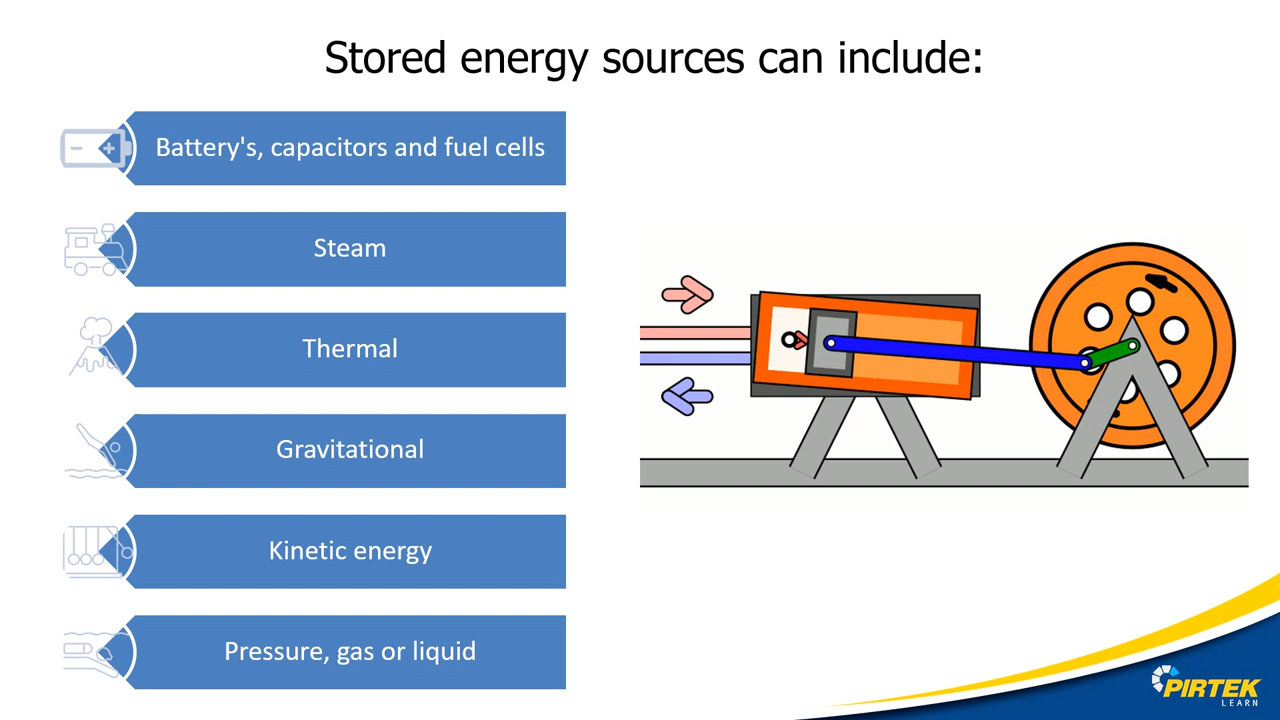 Stored energy sources can include:
Battery's, capacitors and fuel cells
Steam
Thermal
Gravitational
Kinetic energy
Pressure, gas or liquid
PIRTEK
LEARN